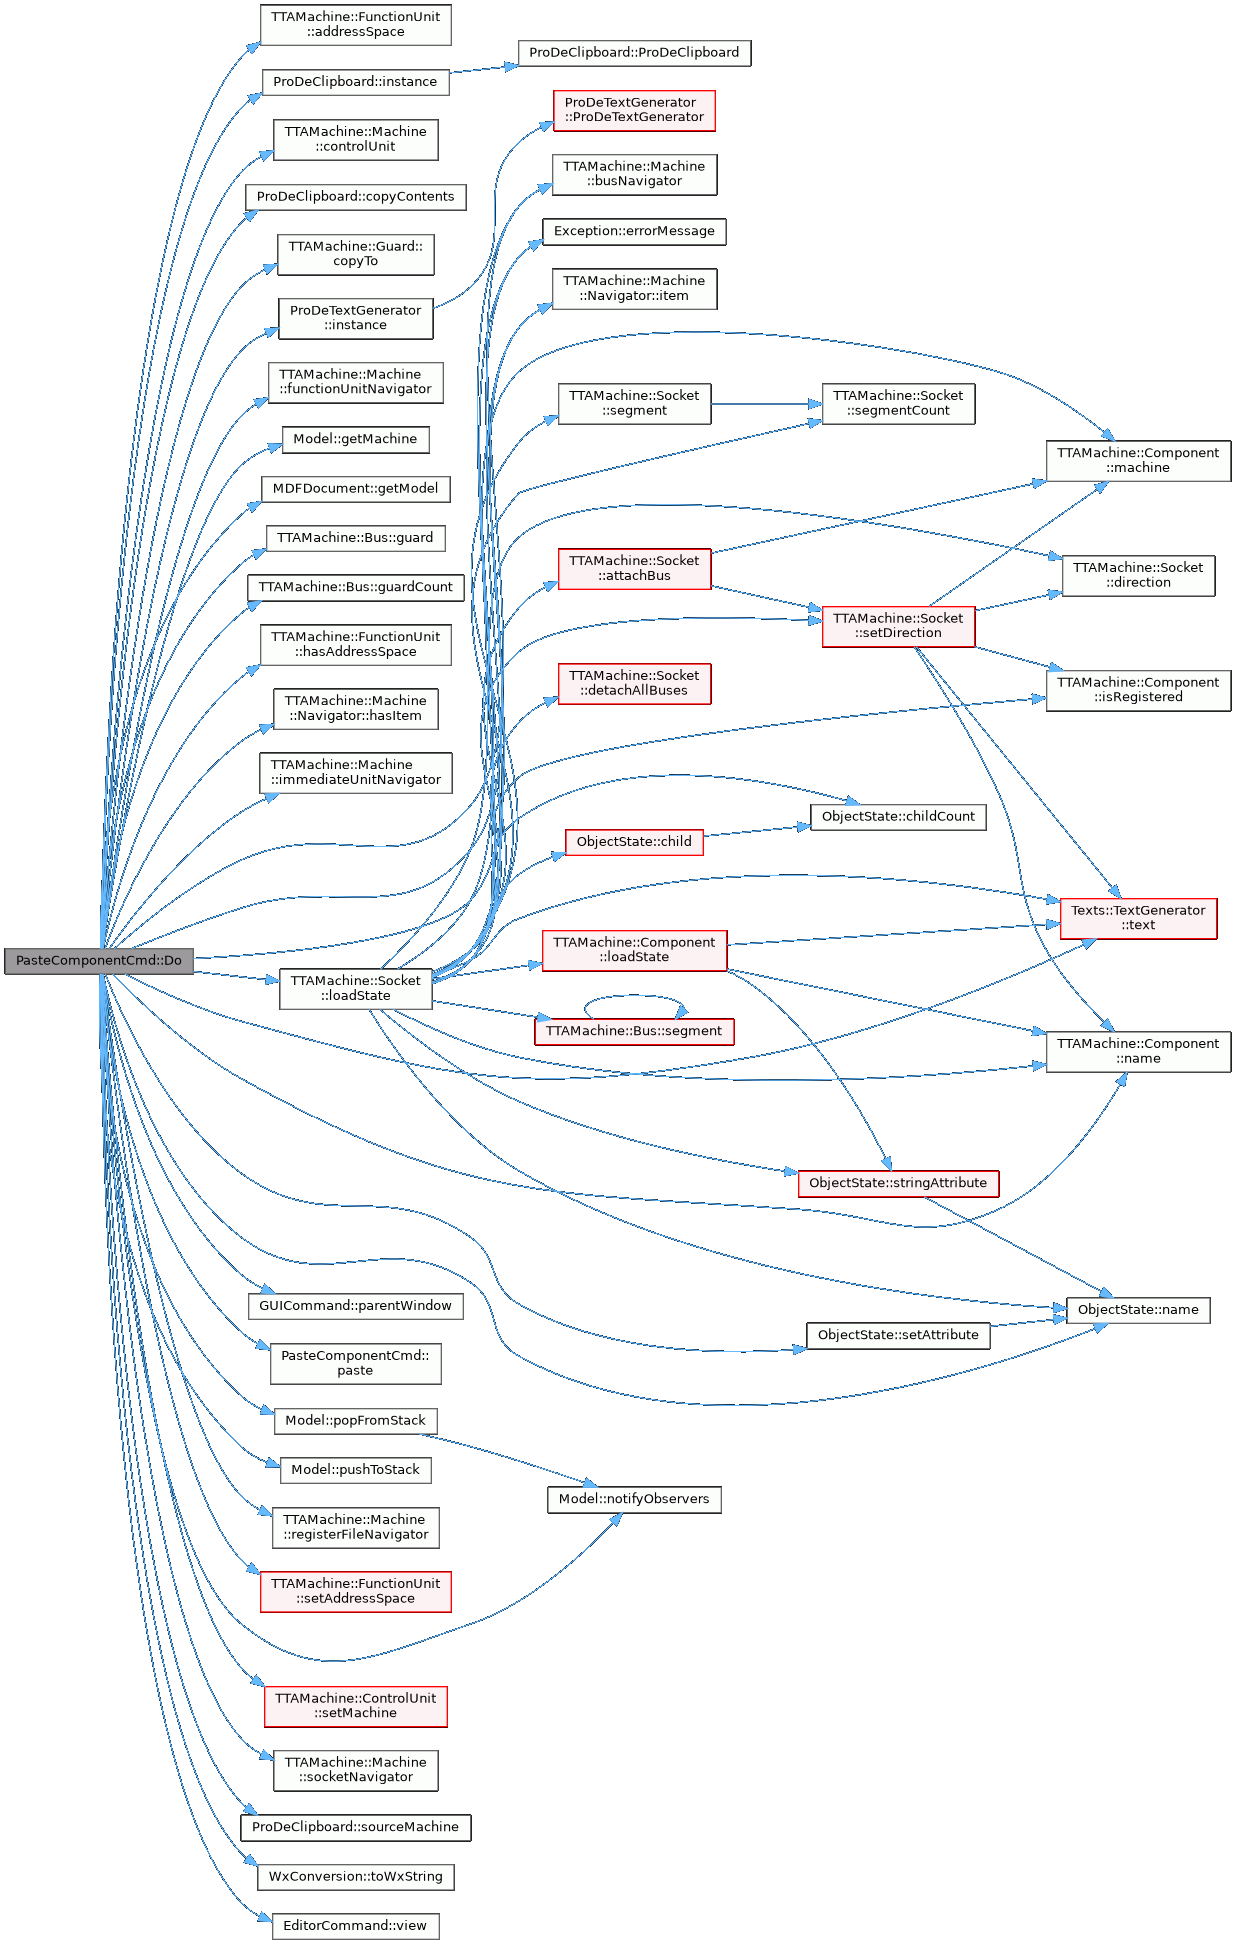 TTAMachine::FunctionUnit
::addressSpace
ProDeClipboard::instance
ProDeClipboard::ProDeClipboard
TTAMachine::Machine
::controlUnit
ProDeClipboard::copyContents
TTAMachine::Guard::
copyTo
ProDeTextGenerator
::instance
ProDeTextGenerator
::ProDeTextGenerator
TTAMachine::Machine
::busNavigator
Exception::errorMessage
TTAMachine::Machine
::Navigator::item
TTAMachine::Machine
::functionUnitNavigator
Model::getMachine
MDFDocument::getModel
TTAMachine::Bus::guard
TTAMachine::Bus::guardCount
TTAMachine::FunctionUnit
::hasAddressSpace
TTAMachine::Machine
::Navigator::hasItem
TTAMachine::Machine
::immediateUnitNavigator
TTAMachine::Socket
::segment
TTAMachine::Socket
::segmentCount
TTAMachine::Component
::machine
TTAMachine::Socket
::attachBus
TTAMachine::Socket
::direction
TTAMachine::Socket
::setDirection
TTAMachine::Socket
::detachAllBuses
TTAMachine::Component
::isRegistered
ObjectState::childCount
ObjectState::child
Texts::TextGenerator
::text
PasteComponentCmd::Do
TTAMachine::Socket
::loadState
TTAMachine::Component
::loadState
TTAMachine::Bus::segment
TTAMachine::Component
::name
ObjectState::stringAttribute
ObjectState::name
ObjectState::setAttribute
GUICommand::parentWindow
PasteComponentCmd::
paste
Model::popFromStack
Model::pushToStack
Model::notifyObservers
TTAMachine::Machine
::registerFileNavigator
TTAMachine::FunctionUnit
::setAddressSpace
TTAMachine::ControlUnit
::setMachine
TTAMachine::Machine
::socketNavigator
ProDeClipboard::sourceMachine
WxConversion::toWxString
EditorCommand::view